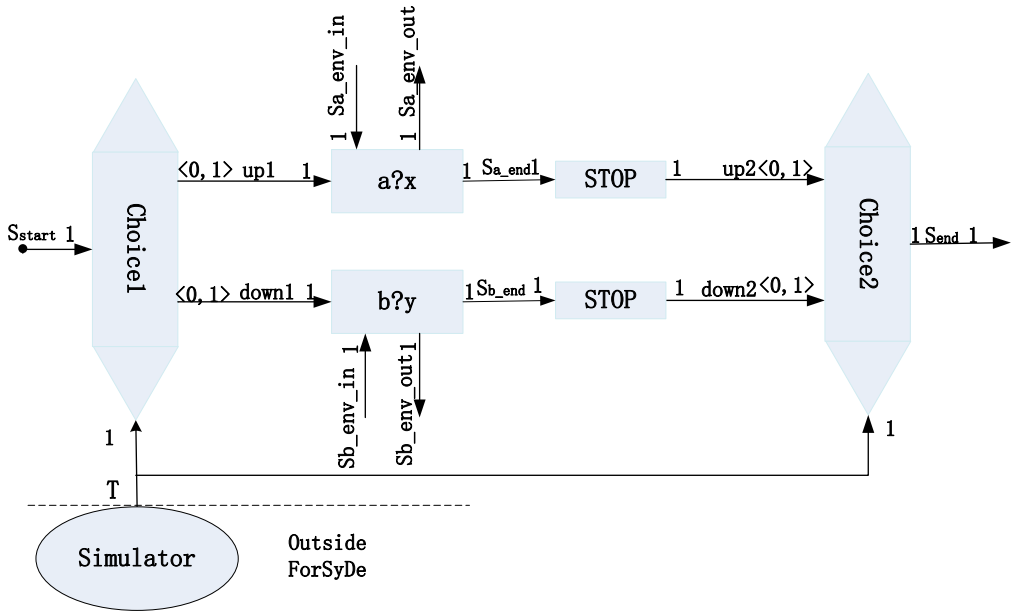 Sa_env_in
Sa_env_out
1
1
<0,1> up1 1
a?x
1 Sa_end 1
STOP
1 up2<0,1>
Choice1
Choice2
Sstart 1
1 Send 1
<0,1> down1 1
b?y
1 Sb_end 1
STOP
1 down2<0,1>
Sb_env_in 1
Sb_env_out1
1
1
T
Simulator
Outside
ForSyDe